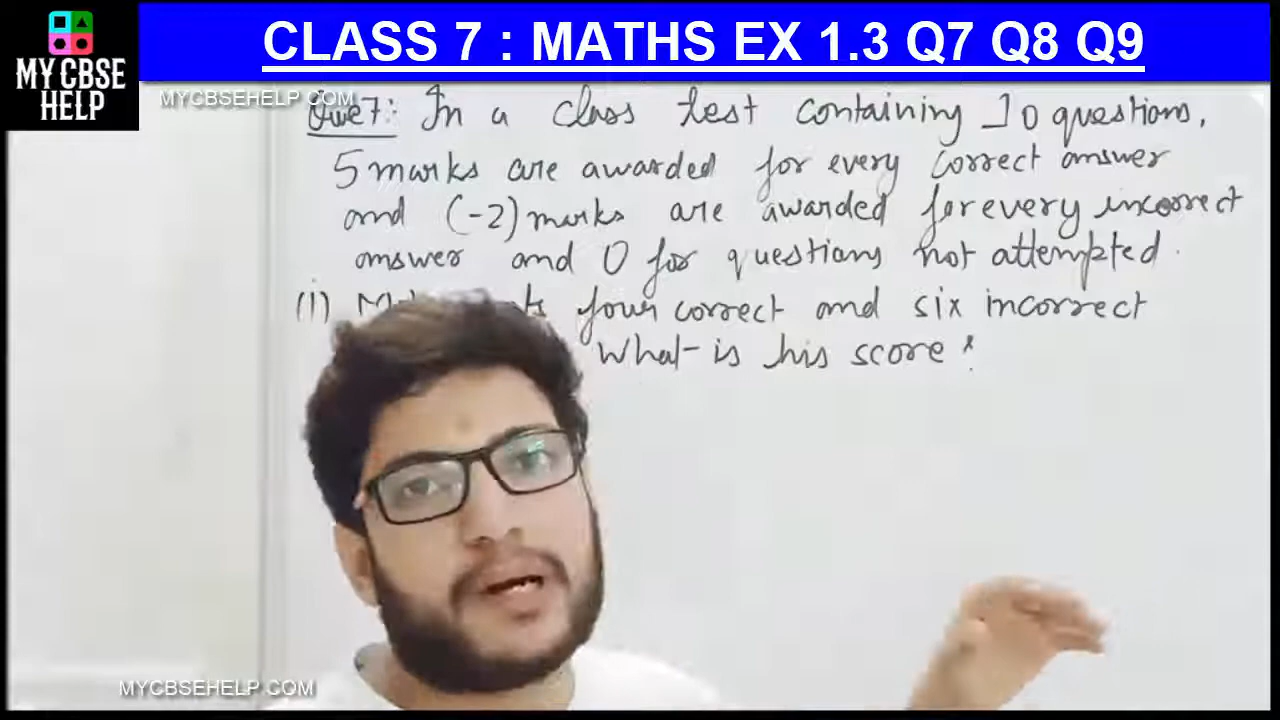 MY CBSE
HELP
CLASS 7 : MATHS EX 1.3 Q7 Q8 Q9
MYCBSEHELP COM
Que7:- In a class test containing 10 questions,
5 marks are awarded for every correct answer
and (-2) marks are awarded for every incorrect
answer and 0 for questions not attempted.
(i) four correct and six incorrect
What is his score ?
MYCBSEHELP COM